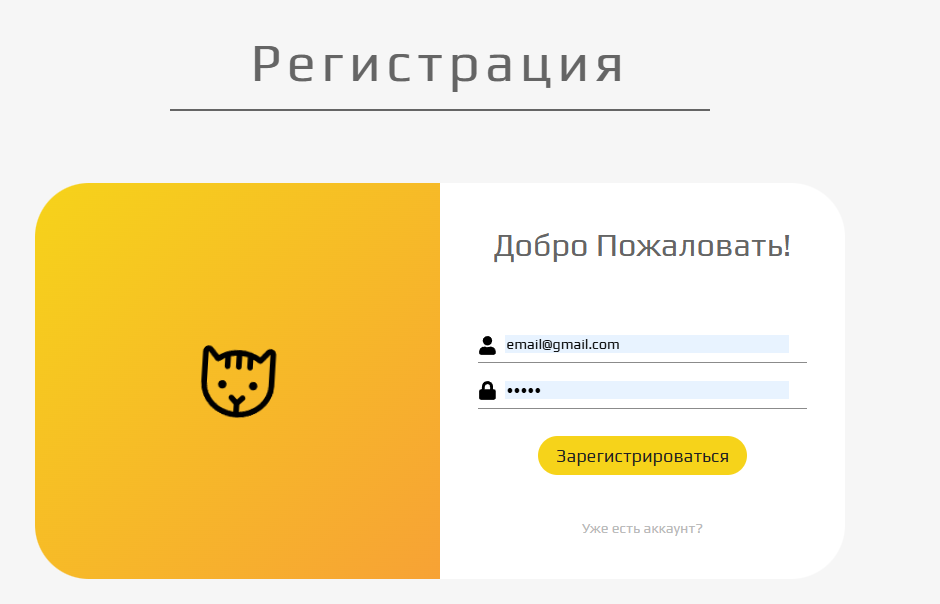 Регистрация
Добро Пожаловать!
email@gmail.com
•••••
Зарегистрироваться
Уже есть аккаунт?